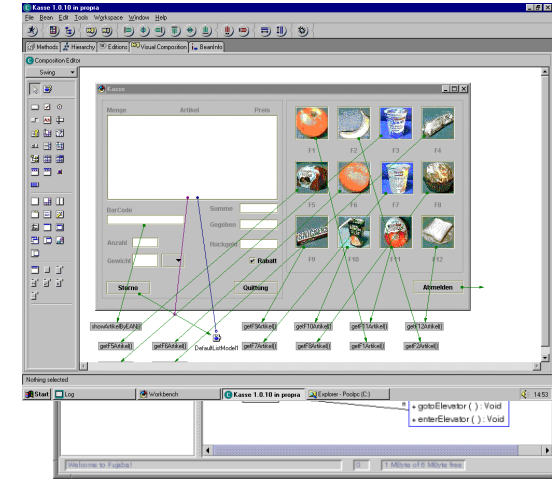 Kasse 1.0.10 in propra
File Bean Edit Tools Workspace Window Help
Methods Hierarchy Editions Visual Composition BeanInfo
Composition Editor
Swing
Kasse
Menge Artikel Preis
F1 F2 F3 F4
F5 F6 F7 F8
F9 F10 F11 F12
BarCode
Summe
Gegeben
Anzahl
Rückgeld
Gewicht
Rabatt
Storno Quittung Abmelden
showArtikelByEAN() getF9Artikel() getF10Artikel() getF11Artikel() getF12Artikel()
getF5Artikel() getF6Artikel() DefaultListModel1 getF7Artikel() getF8Artikel() getF1Artikel() getF2Artikel()
Nothing selected
Start Log Workbench Kasse 1.0.10 in propra Explorer - Poolpc (C:) 14:53
+ gotoElevator ( ) : Void
+ enterElevator ( ) : Void
Welcome to Fujaba! 0 1 MByte of 6 MByte free